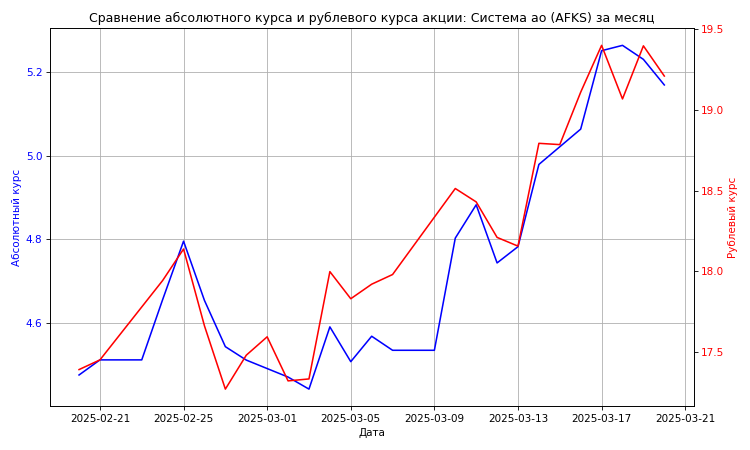 Сравнение абсолютного курса и рублевого курса акции: Система ао (AFKS) за месяц
Абсолютный курс
5.2
5.0
4.8
4.6
19.5
19.0
18.5
18.0
17.5
Рублевый курс
2025-02-21 2025-02-25 2025-03-01 2025-03-05 2025-03-09 2025-03-13 2025-03-17 2025-03-21
Дата